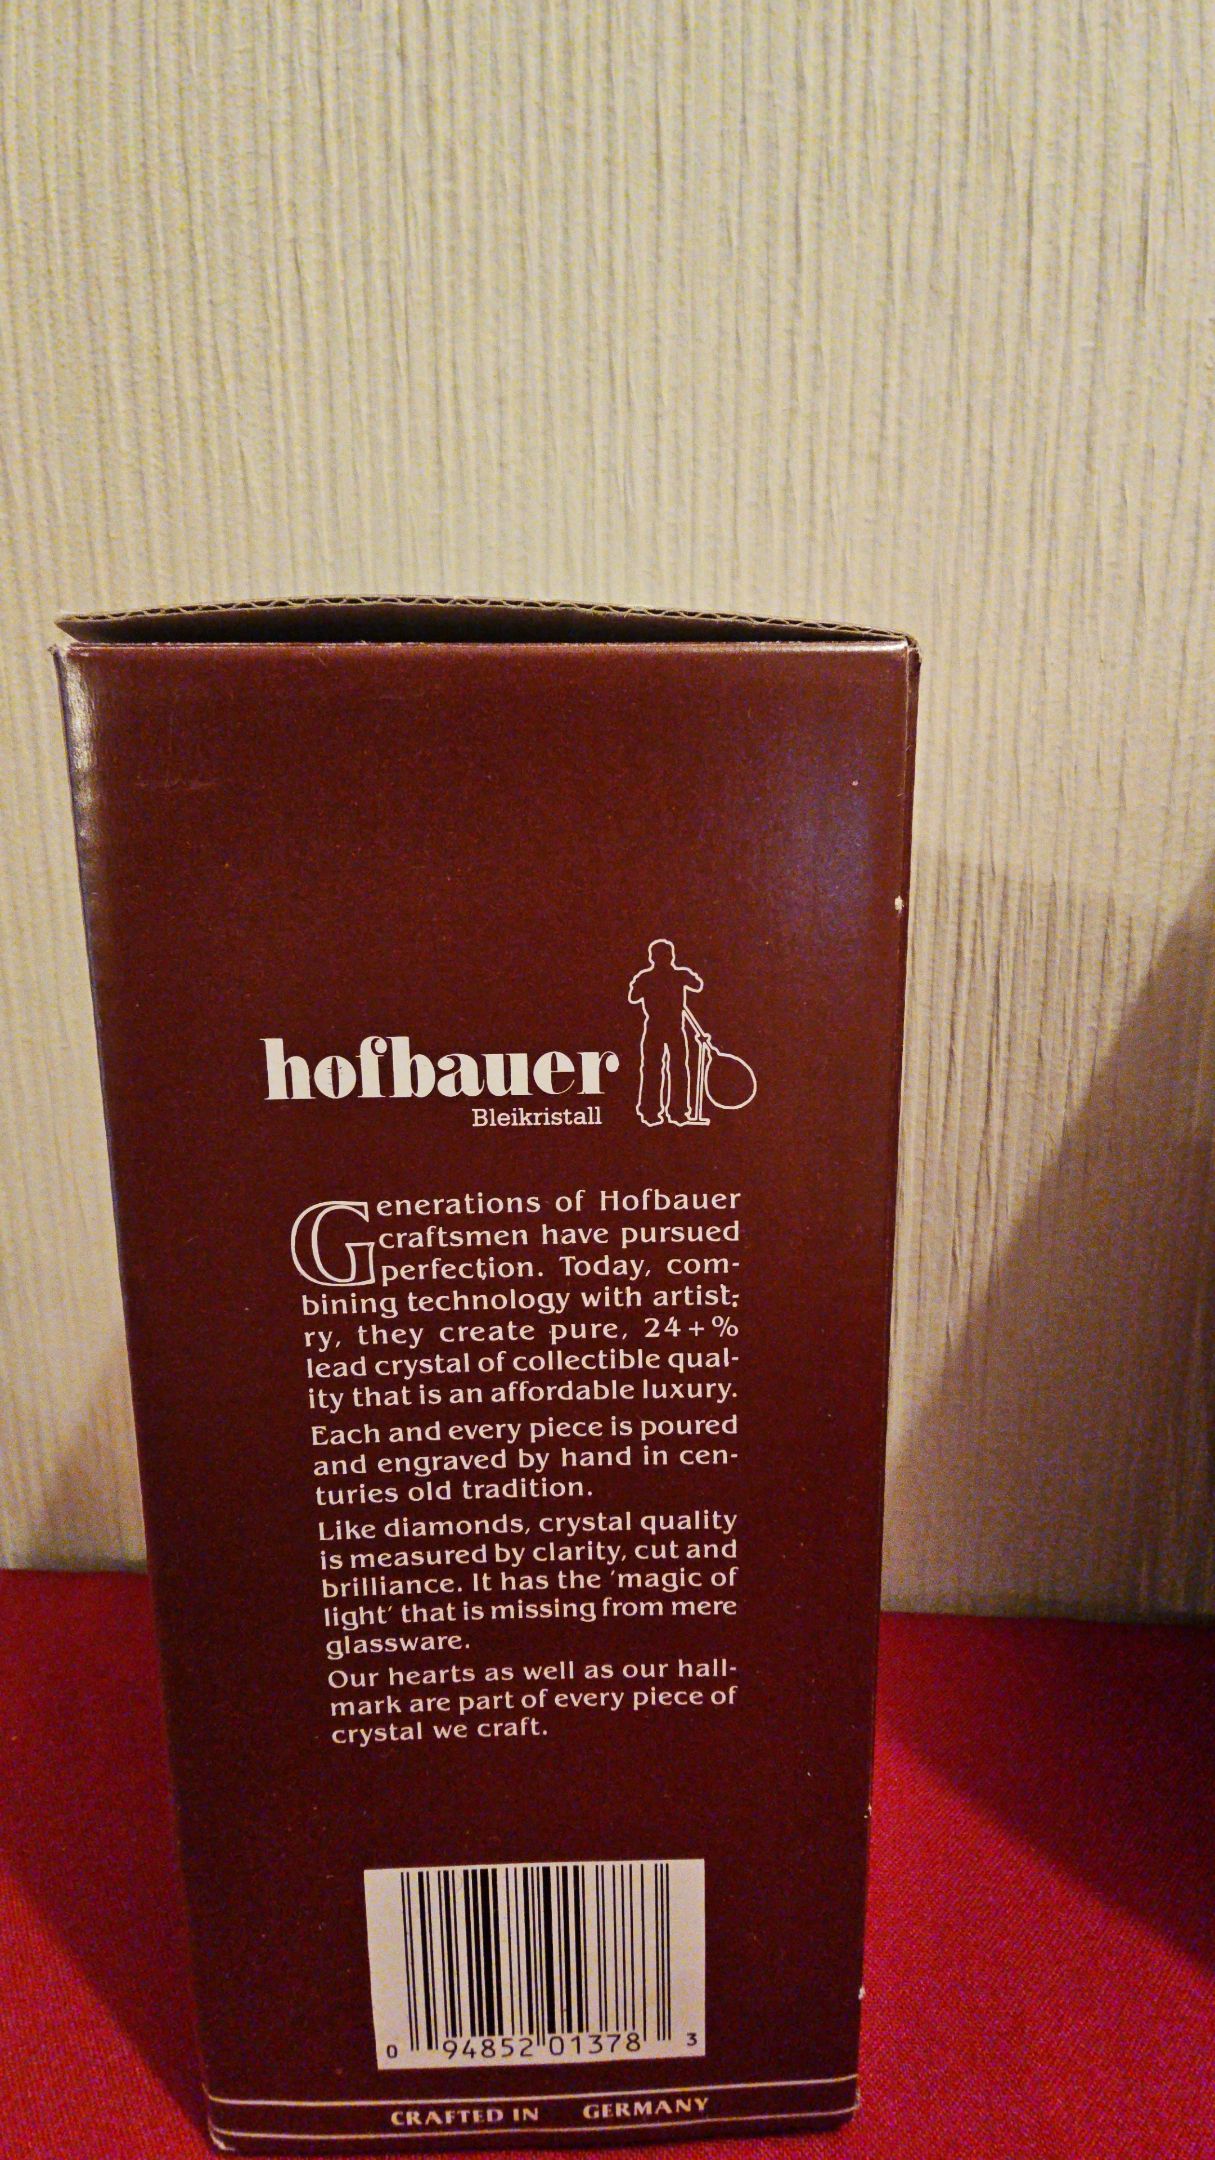 hofbauer
Bleikristall
Generations of Hofbauer
craftsmen have pursued
perfection. Today, com-
bining technology with artist-
ry, they create pure, 24+%
lead crystal of collectible qual-
ity that is an affordable luxury.
Each and every piece is poured
and engraved by hand in cen-
turies old tradition.
Like diamonds, crystal quality
is measured by clarity, cut and
brilliance. It has the 'magic of
light' that is missing from mere
glassware.
Our hearts as well as our hall-
mark are part of every piece of
crystal we craft.
0 94852 01378 3
CRAFTED IN GERMANY